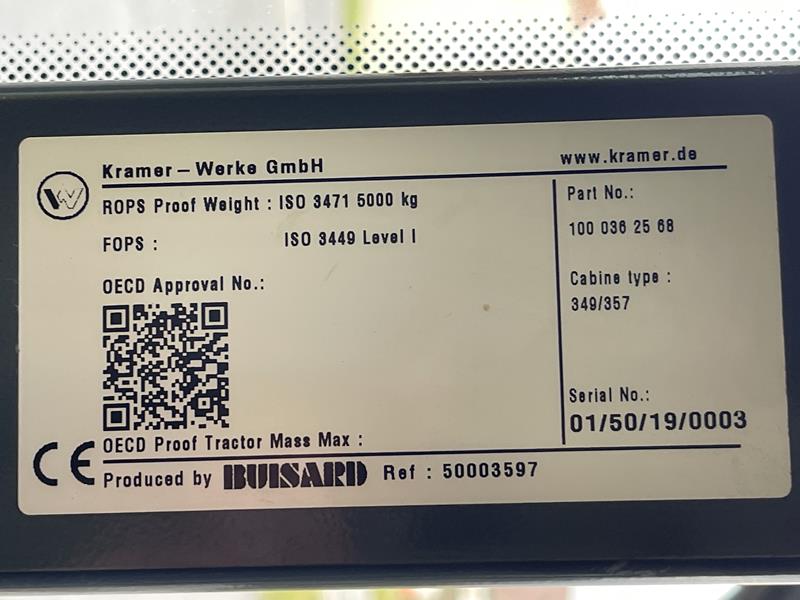 Kramer-Werke GmbH
www.kramer.de
ROPS Proof Weight : ISO 3471 5000 kg
FOPS : ISO 3449 Level I
OECD Approval No.:
OECD Proof Tractor Mass Max :
Part No.:
100 036 25 68
Cabine type :
349/357
Serial No.:
01/50/19/0003
CE Produced by BUISARD Ref : 50003597